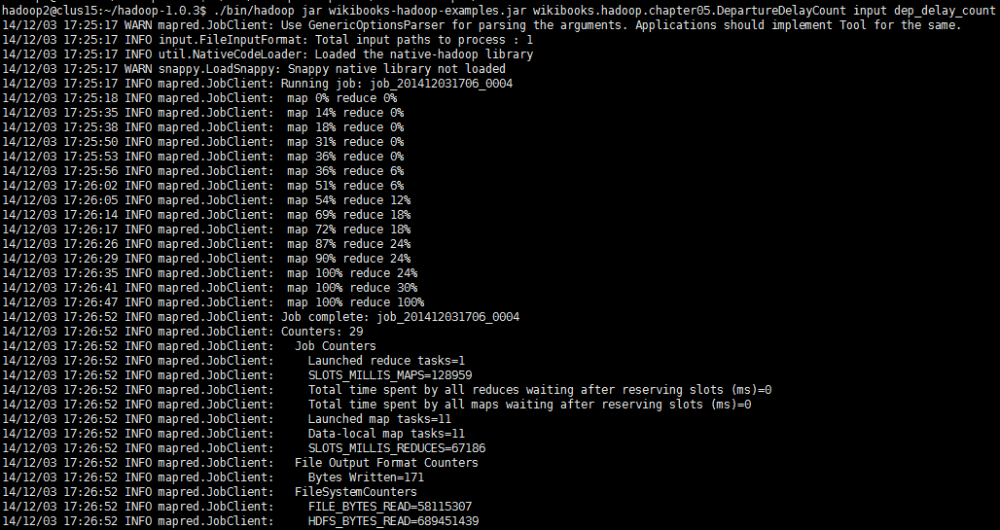 hadoop2@clus15:~/hadoop-1.0.3$ ./bin/hadoop jar wikibooks-hadoop-examples.jar wikibooks.hadoop.chapter05.DepartureDelayCount input dep_delay_count
14/12/03 17:25:17 WARN mapred.JobClient: Use GenericOptionsParser for parsing the arguments. Applications should implement Tool for the same.
14/12/03 17:25:17 INFO input.FileInputFormat: Total input paths to process : 1
14/12/03 17:25:17 INFO util.NativeCodeLoader: Loaded the native-hadoop library
14/12/03 17:25:17 WARN snappy.LoadSnappy: Snappy native library not loaded
14/12/03 17:25:17 INFO mapred.JobClient: Running job: job_201412031706_0004
14/12/03 17:25:18 INFO mapred.JobClient:  map 0% reduce 0%
14/12/03 17:25:35 INFO mapred.JobClient:  map 14% reduce 0%
14/12/03 17:25:38 INFO mapred.JobClient:  map 18% reduce 0%
14/12/03 17:25:50 INFO mapred.JobClient:  map 31% reduce 0%
14/12/03 17:25:53 INFO mapred.JobClient:  map 36% reduce 0%
14/12/03 17:25:56 INFO mapred.JobClient:  map 36% reduce 6%
14/12/03 17:26:02 INFO mapred.JobClient:  map 51% reduce 6%
14/12/03 17:26:05 INFO mapred.JobClient:  map 54% reduce 12%
14/12/03 17:26:14 INFO mapred.JobClient:  map 69% reduce 18%
14/12/03 17:26:17 INFO mapred.JobClient:  map 72% reduce 18%
14/12/03 17:26:26 INFO mapred.JobClient:  map 87% reduce 24%
14/12/03 17:26:29 INFO mapred.JobClient:  map 90% reduce 24%
14/12/03 17:26:35 INFO mapred.JobClient:  map 100% reduce 24%
14/12/03 17:26:41 INFO mapred.JobClient:  map 100% reduce 30%
14/12/03 17:26:47 INFO mapred.JobClient:  map 100% reduce 100%
14/12/03 17:26:52 INFO mapred.JobClient: Job complete: job_201412031706_0004
14/12/03 17:26:52 INFO mapred.JobClient: Counters: 29
14/12/03 17:26:52 INFO mapred.JobClient:   Job Counters
14/12/03 17:26:52 INFO mapred.JobClient:     Launched reduce tasks=1
14/12/03 17:26:52 INFO mapred.JobClient:     SLOTS_MILLIS_MAPS=128959
14/12/03 17:26:52 INFO mapred.JobClient:     Total time spent by all reduces waiting after reserving slots (ms)=0
14/12/03 17:26:52 INFO mapred.JobClient:     Total time spent by all maps waiting after reserving slots (ms)=0
14/12/03 17:26:52 INFO mapred.JobClient:     Launched map tasks=11
14/12/03 17:26:52 INFO mapred.JobClient:     Data-local map tasks=11
14/12/03 17:26:52 INFO mapred.JobClient:     SLOTS_MILLIS_REDUCES=67186
14/12/03 17:26:52 INFO mapred.JobClient:   File Output Format Counters
14/12/03 17:26:52 INFO mapred.JobClient:     Bytes Written=171
14/12/03 17:26:52 INFO mapred.JobClient:   FileSystemCounters
14/12/03 17:26:52 INFO mapred.JobClient:     FILE_BYTES_READ=58115307
14/12/03 17:26:52 INFO mapred.JobClient:     HDFS_BYTES_READ=689451439